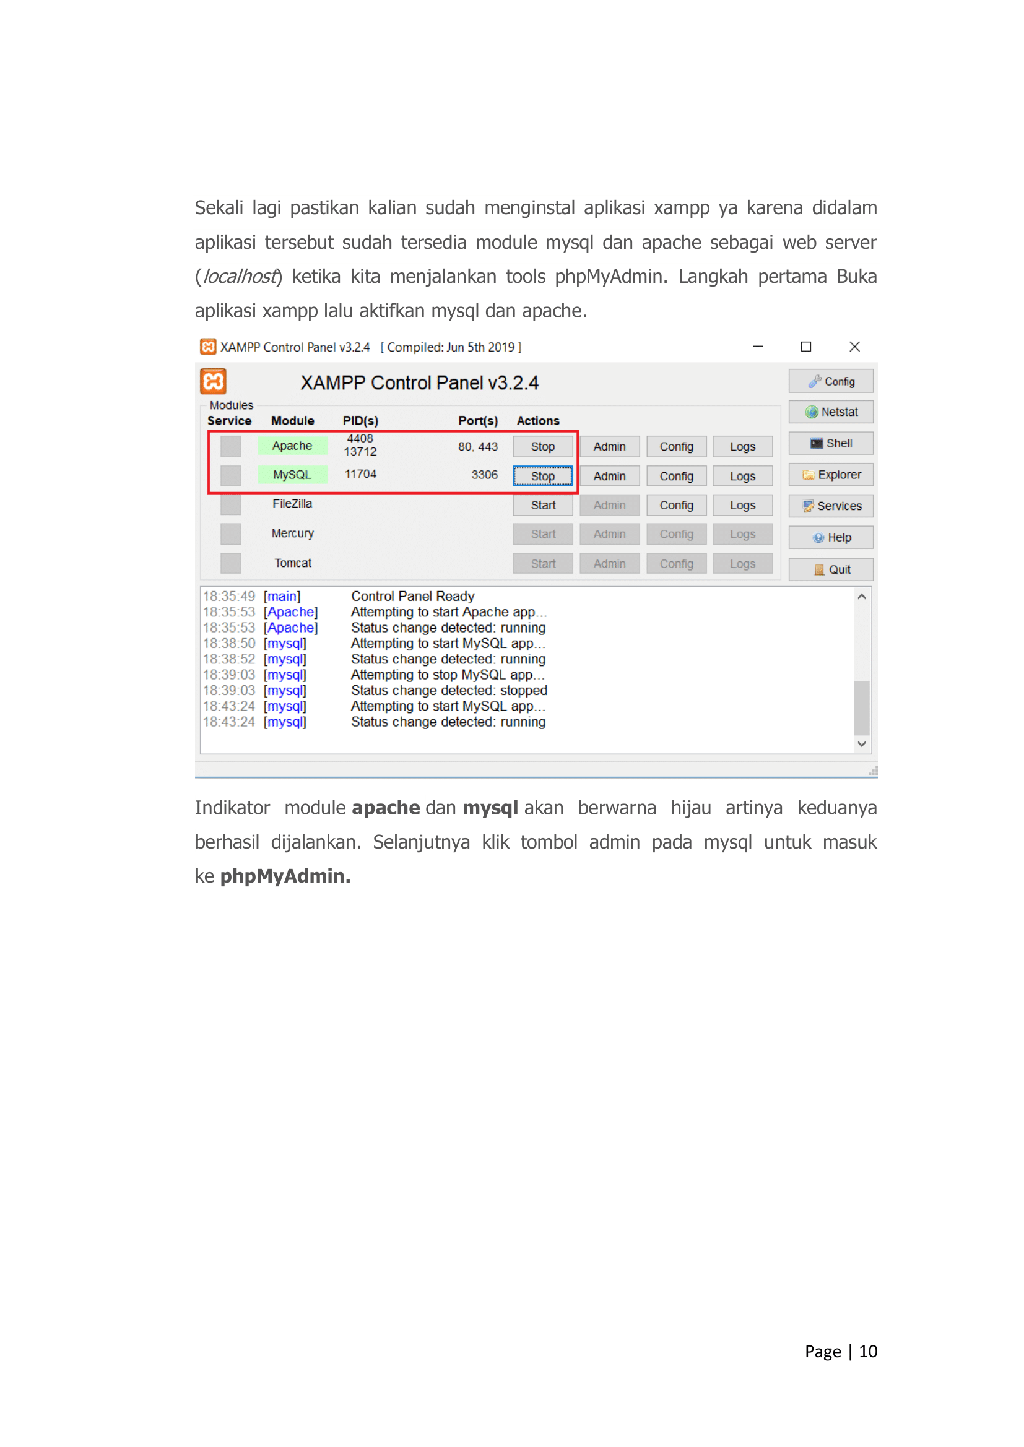 Sekali lagi pastikan kalian sudah menginstal aplikasi xampp ya karena didalam
aplikasi tersebut sudah tersedia module mysql dan apache sebagai web server
(localhost) ketika kita menjalankan tools phpMyAdmin. Langkah pertama Buka
aplikasi xampp lalu aktifkan mysql dan apache.
XAMPP Control Panel v3.2.4 [ Compiled: Jun 5th 2019 ]
XAMPP Control Panel v3.2.4
Config
Modules
Netstat
Service Module PID(s) Port(s) Actions
Apache 4408 13712 80, 443 Stop Admin Config Logs
Shell
MySQL 11704 3306 Stop Admin Config Logs
Explorer
FileZilla Start Admin Config Logs
Services
Mercury Start Admin Config Logs
Help
Tomcat Start Admin Config Logs
Quit
18:35:49 [main] Control Panel Ready
18:35:53 [Apache] Attempting to start Apache app...
18:35:53 [Apache] Status change detected: running
18:38:50 [mysql] Attempting to start MySQL app...
18:38:52 [mysql] Status change detected: running
18:39:03 [mysql] Attempting to stop MySQL app...
18:39:03 [mysql] Status change detected: stopped
18:43:24 [mysql] Attempting to start MySQL app...
18:43:24 [mysql] Status change detected: running
Indikator module apache dan mysql akan berwarna hijau artinya keduanya
berhasil dijalankan. Selanjutnya klik tombol admin pada mysql untuk masuk
ke phpMyAdmin.
Page | 10